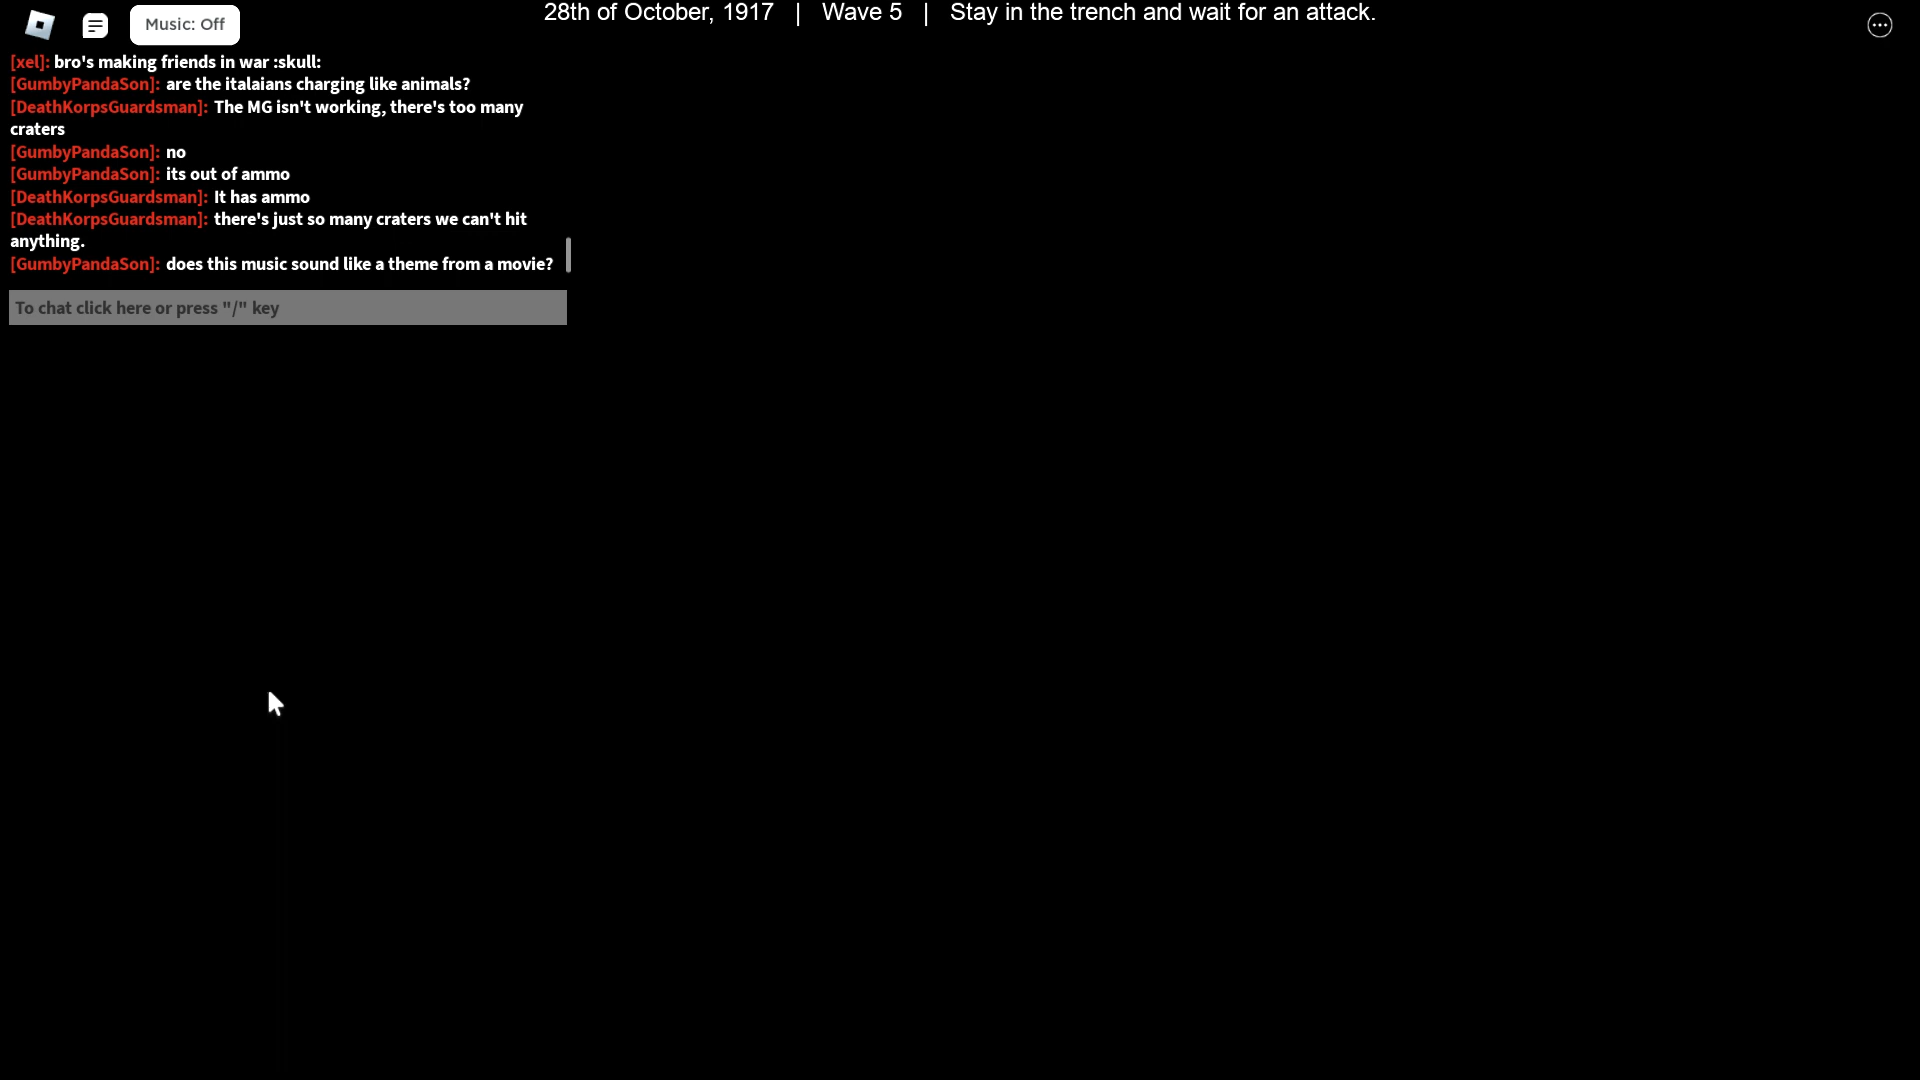 Music: Off
28th of October, 1917 | Wave 5 | Stay in the trench and wait for an attack.
[xel]: bro's making friends in war :skull:
[GumbyPandaSon]: are the italaians charging like animals?
[DeathKorpsGuardsman]: The MG isn't working, there's too many
craters
[GumbyPandaSon]: no
[GumbyPandaSon]: its out of ammo
[DeathKorpsGuardsman]: It has ammo
[DeathKorpsGuardsman]: there's just so many craters we can't hit
anything.
[GumbyPandaSon]: does this music sound like a theme from a movie?
To chat click here or press "/" key